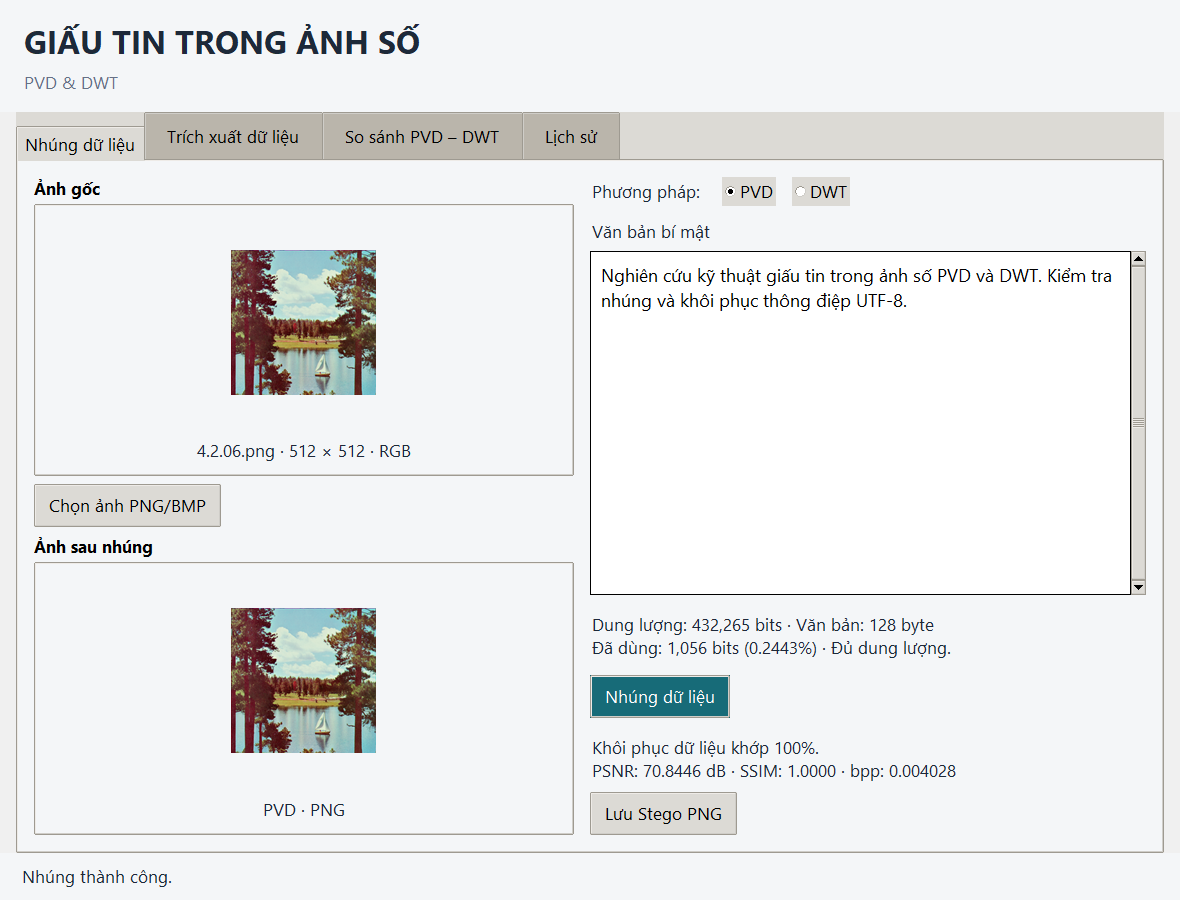 GIẤU TIN TRONG ẢNH SỐ
PVD & DWT
Nhúng dữ liệu
Trích xuất dữ liệu
So sánh PVD – DWT
Lịch sử
Ảnh gốc
4.2.06.png · 512 × 512 · RGB
Chọn ảnh PNG/BMP
Ảnh sau nhúng
PVD · PNG
Phương pháp:
PVD
DWT
Văn bản bí mật
Nghiên cứu kỹ thuật giấu tin trong ảnh số PVD và DWT. Kiểm tra
nhúng và khôi phục thông điệp UTF-8.
Dung lượng: 432,265 bits · Văn bản: 128 byte
Đã dùng: 1,056 bits (0.2443%) · Đủ dung lượng.
Nhúng dữ liệu
Khôi phục dữ liệu khớp 100%.
PSNR: 70.8446 dB · SSIM: 1.0000 · bpp: 0.004028
Lưu Stego PNG
Nhúng thành công.